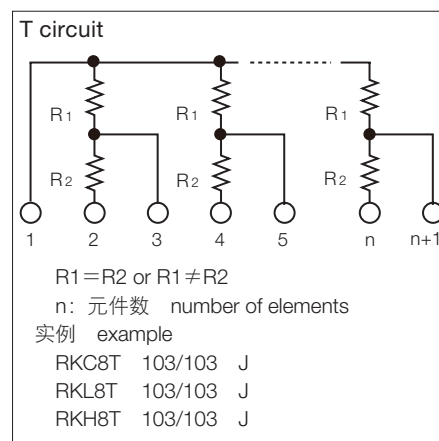 T circuit
R1 R1 R1
R2 R2 R2
1 2 3 4 5 n n+1
R1＝R2 or R1≠R2
n：元件数 number of elements
实例 example
RKC8T 103/103 J
RKL8T 103/103 J
RKH8T 103/103 J